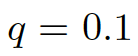 q = 0.1